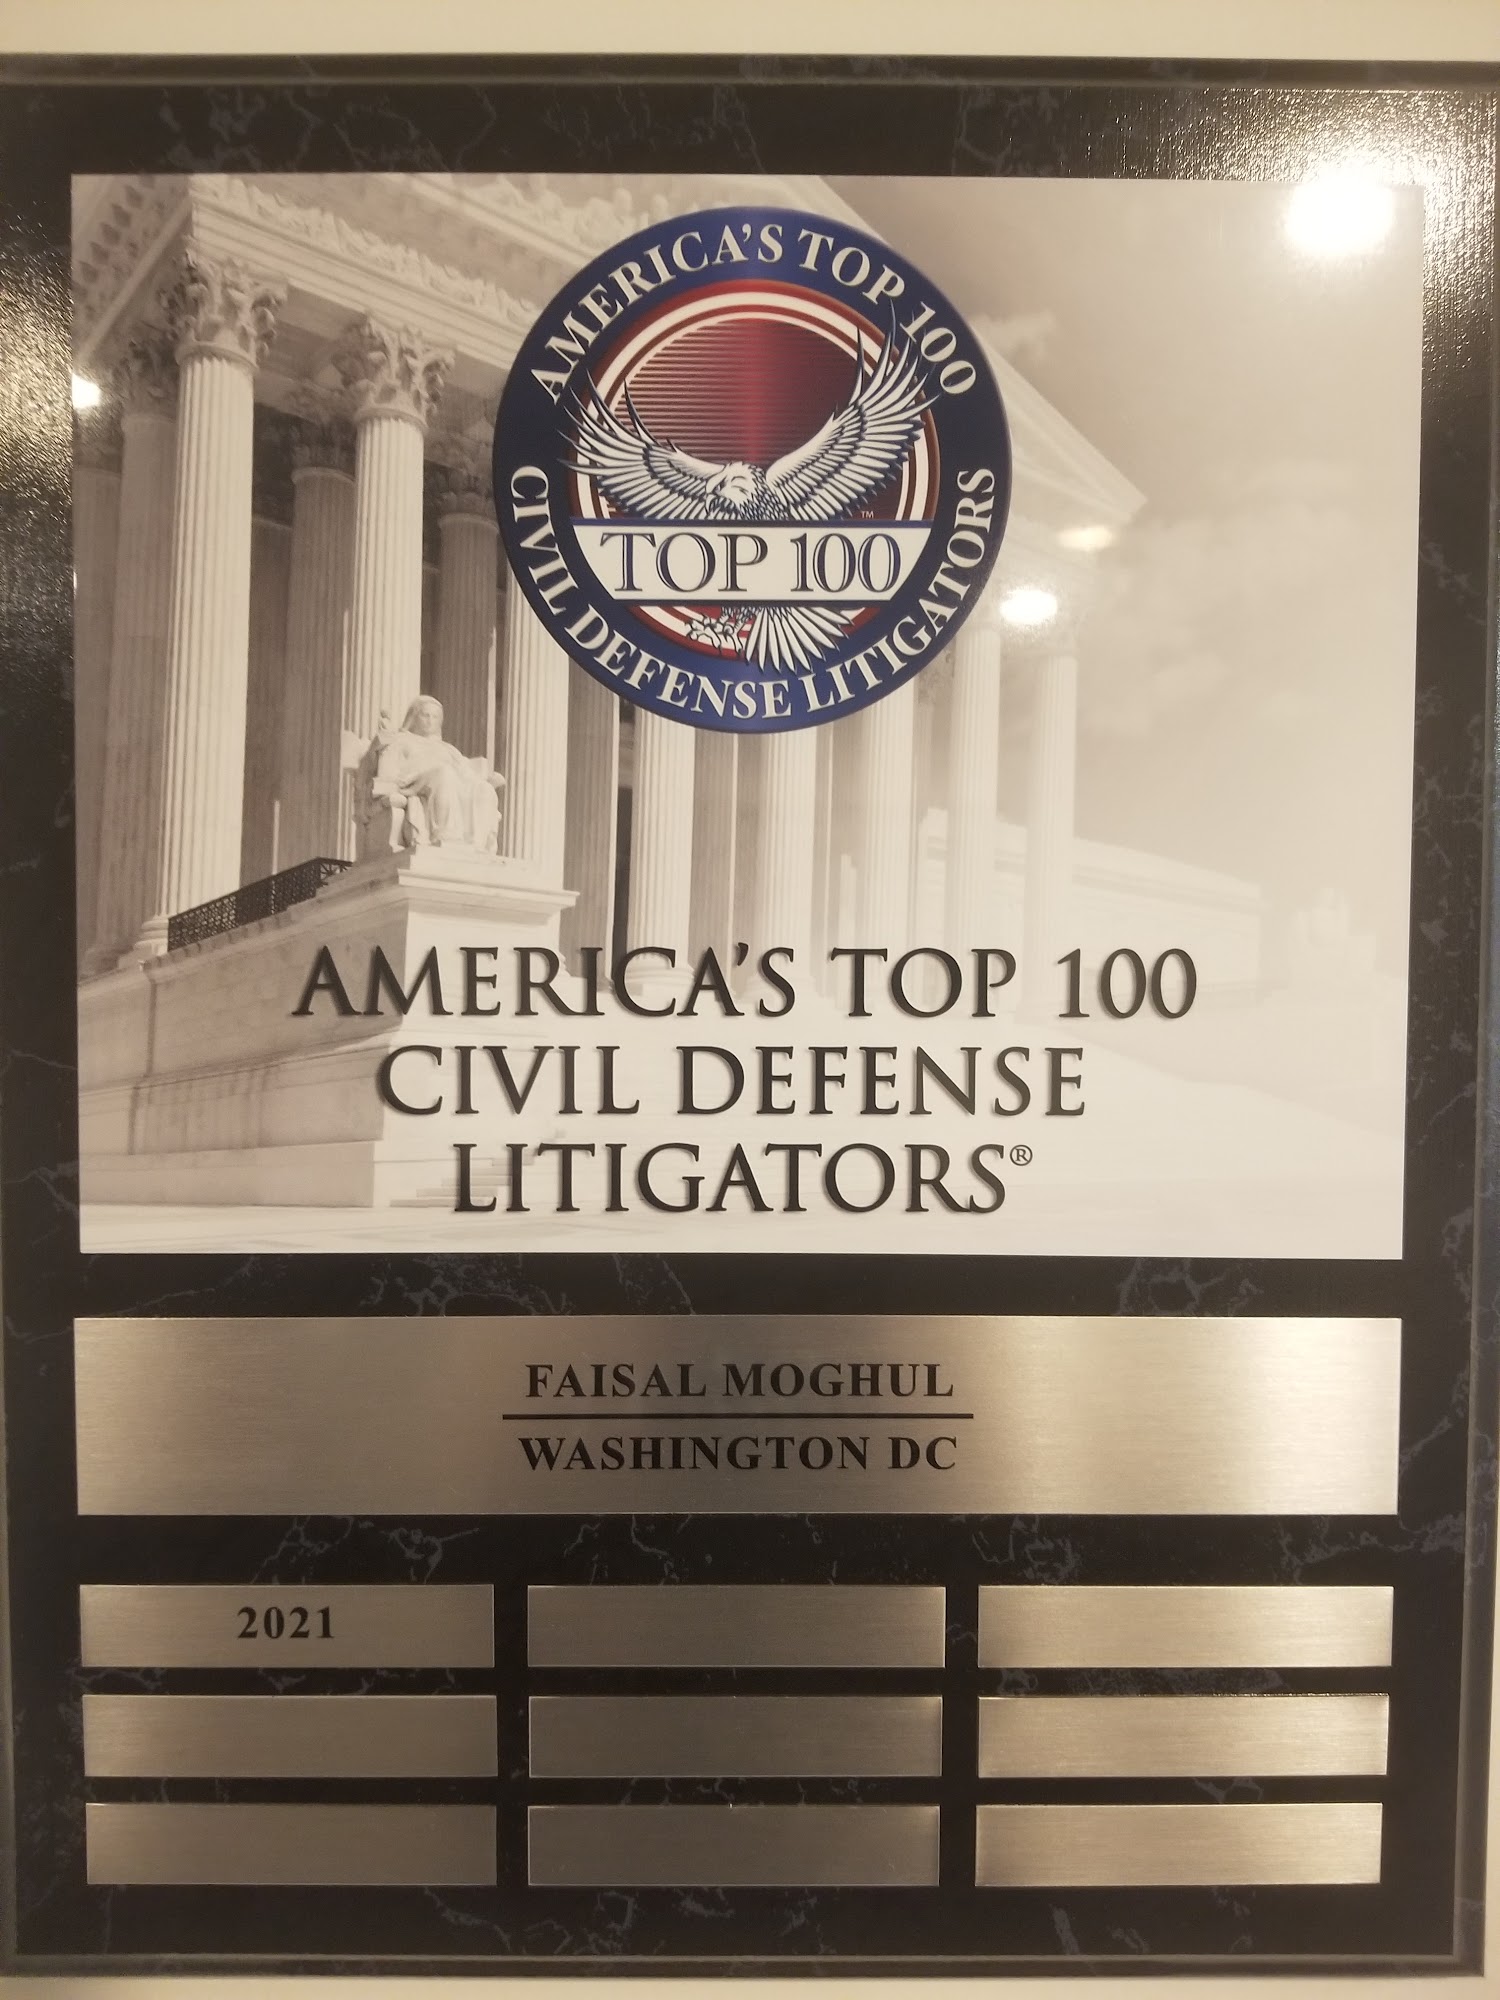 AMERICA'S TOP 100
TOP 100
™
CIVIL DEFENSE LITIGATORS
AMERICA'S TOP 100
CIVIL DEFENSE
LITIGATORS®
FAISAL MOGHUL
WASHINGTON DC
2021